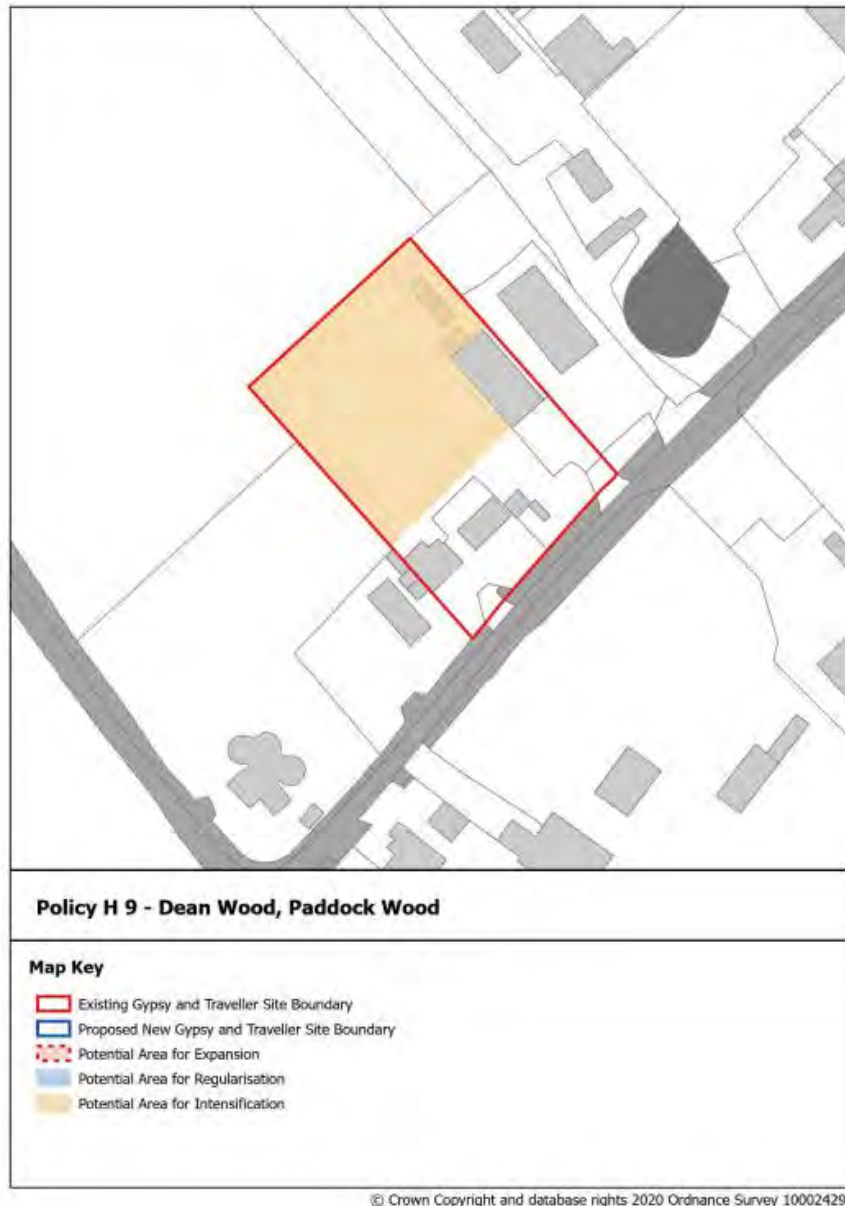 Policy H 9 - Dean Wood, Paddock Wood
Map Key
Existing Gypsy and Traveller Site Boundary
Proposed New Gypsy and Traveller Site Boundary
Potential Area for Expansion
Potential Area for Regularisation
Potential Area for Intensification
© Crown Copyright and database rights 2020 Ordnance Survey 10002429